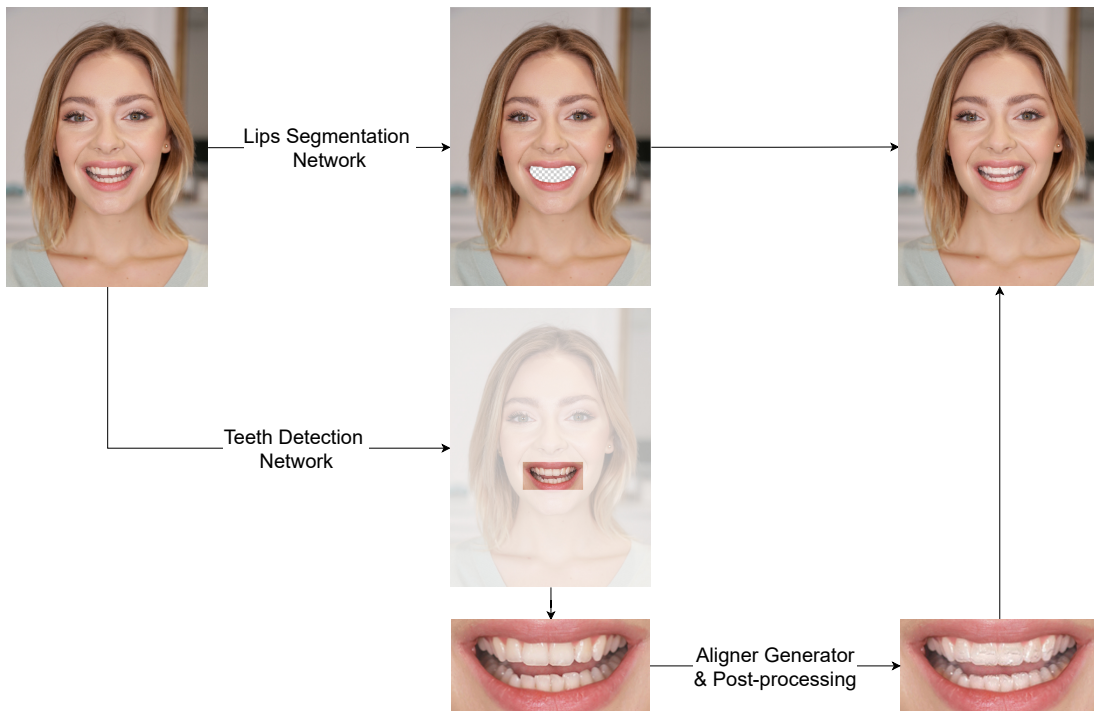 Lips Segmentation
Network
Teeth Detection
Network
Aligner Generator
& Post-processing